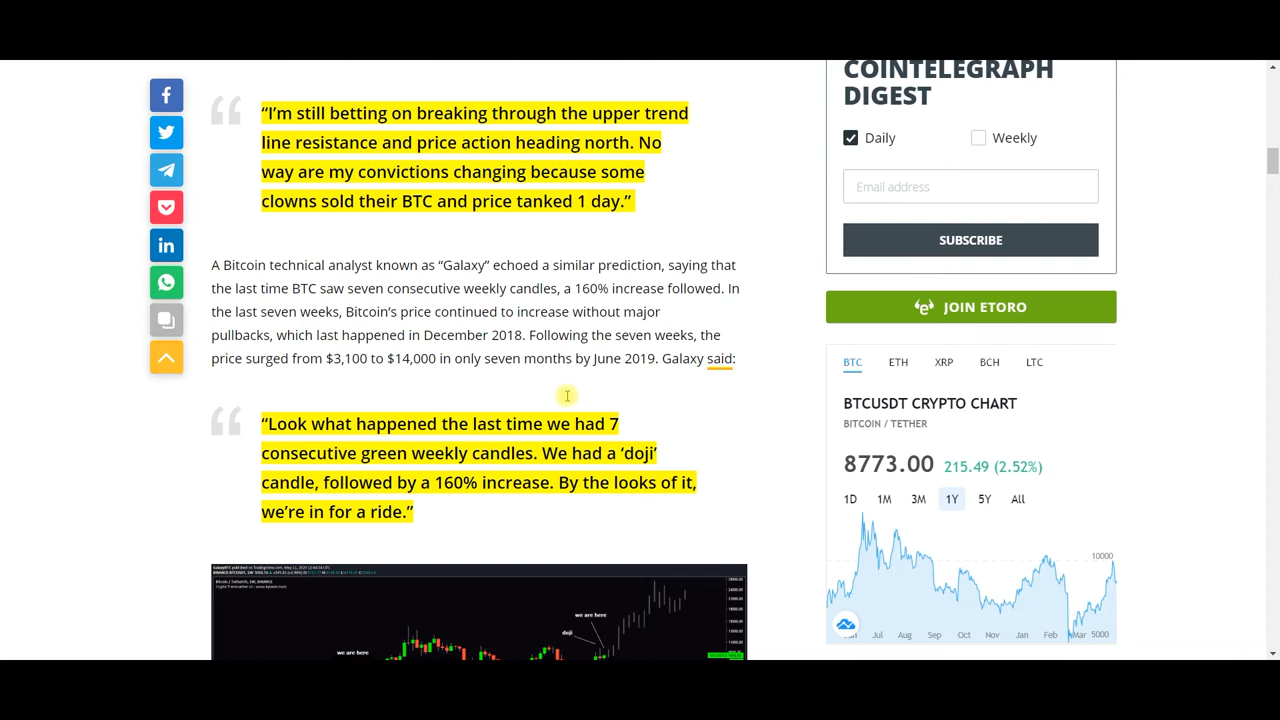 “I’m still betting on breaking through the upper trend
line resistance and price action heading north. No
way are my convictions changing because some
clowns sold their BTC and price tanked 1 day.”
A Bitcoin technical analyst known as “Galaxy” echoed a similar prediction, saying that
the last time BTC saw seven consecutive weekly candles, a 160% increase followed. In
the last seven weeks, Bitcoin’s price continued to increase without major
pullbacks, which last happened in December 2018. Following the seven weeks, the
price surged from $3,100 to $14,000 in only seven months by June 2019. Galaxy said:
“Look what happened the last time we had 7
consecutive green weekly candles. We had a ‘doji’
candle, followed by a 160% increase. By the looks of it,
we’re in for a ride.”
we are here
doji
we are here
COINTELEGRAPH
DIGEST
Daily
Weekly
Email address
SUBSCRIBE
JOIN ETORO
BTC ETH XRP BCH LTC
BTCUSDT CRYPTO CHART
BITCOIN / TETHER
8773.00 215.49 (2.52%)
1D 1M 3M 1Y 5Y All
10000
5000
Jul Aug Sep Oct Nov Jan Feb Mar